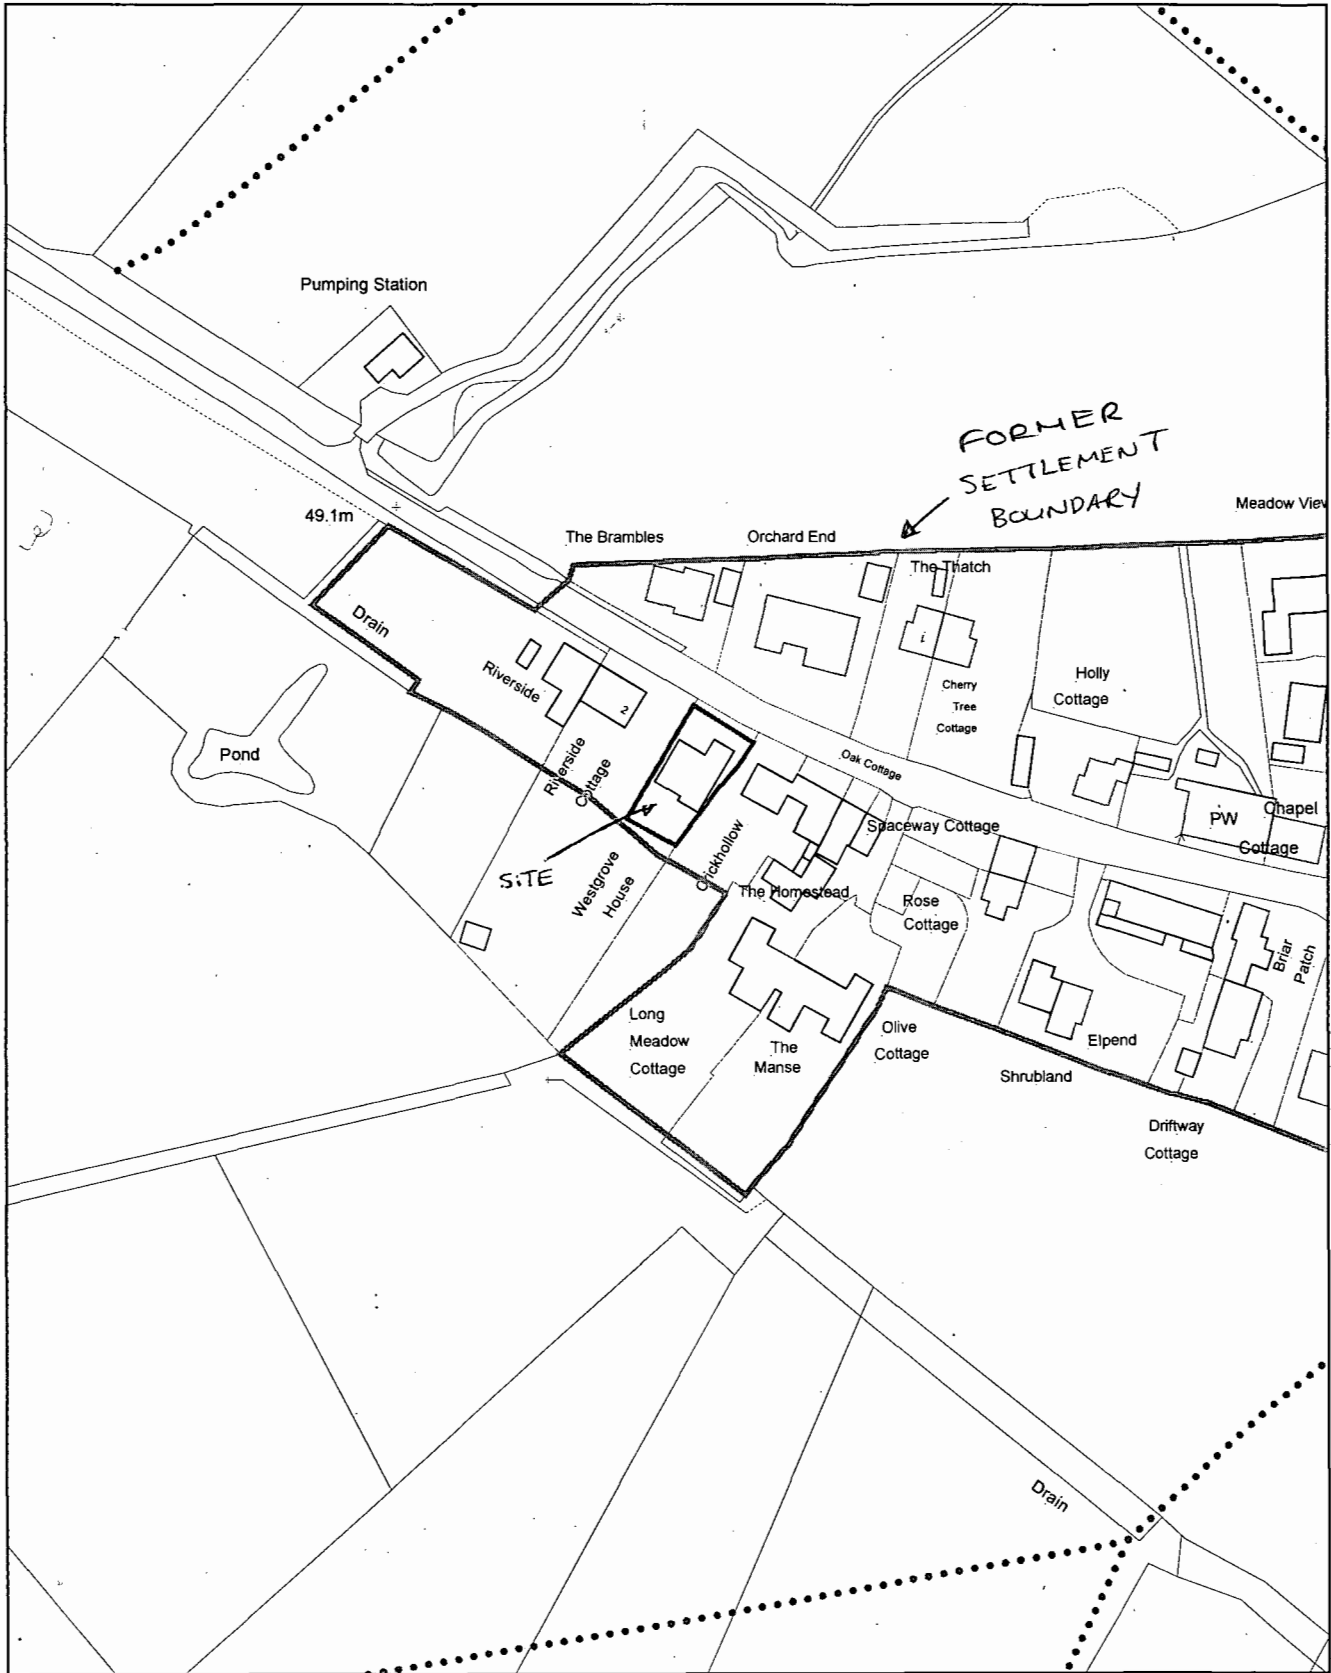 Pumping Station
FORMER
SETTLEMENT
BOUNDARY
Meadow View
49.1m
The Brambles
Orchard End
The Thatch
Drain
Riverside
2
Holly
Cottage
Cherry
Tree
Cottage
Pond
Riverside
Cottage
Oak Cottage
PW
Chapel
Cottage
Spaceway Cottage
SITE
Westgrove
House
Crickhollow
The Homestead
Rose
Cottage
Briar
Patch
Long
Meadow
Cottage
The
Manse
Olive
Cottage
Elpend
Shrubland
Driftway
Cottage
Drain